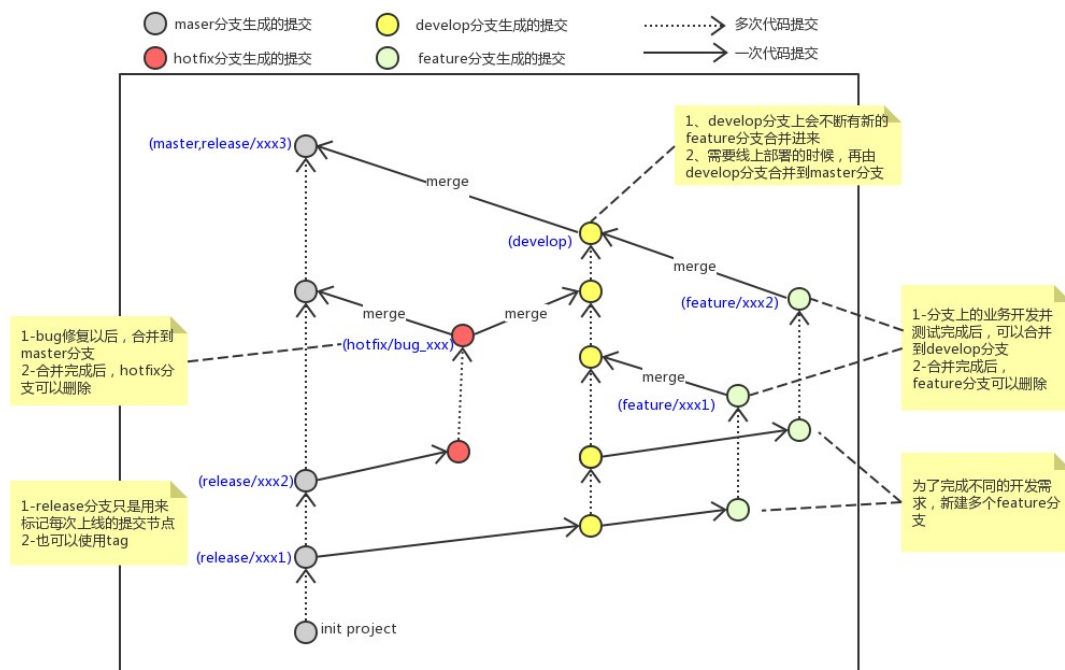 maser分支生成的提交
develop分支生成的提交
多次代码提交
hotfix分支生成的提交
feature分支生成的提交
一次代码提交
1、develop分支上会不断有新的
feature分支合并进来
2、需要线上部署的时候，再由
develop分支合并到master分支
(master,release/xxx3)
merge
(develop)
merge
(feature/xxx2)
1-分支上的业务开发并
测试完成后，可以合并
到develop分支
2-合并完成后，
feature分支可以删除
merge
merge
1-bug修复以后，合并到
master分支
2-合并完成后，hotfix分
支可以删除
(hotfix/bug_xxx)
merge
(feature/xxx1)
为了完成不同的开发需
求，新建多个feature分
支
(release/xxx2)
1-release分支只是用来
标记每次上线的提交节点
2-也可以使用tag
(release/xxx1)
init project